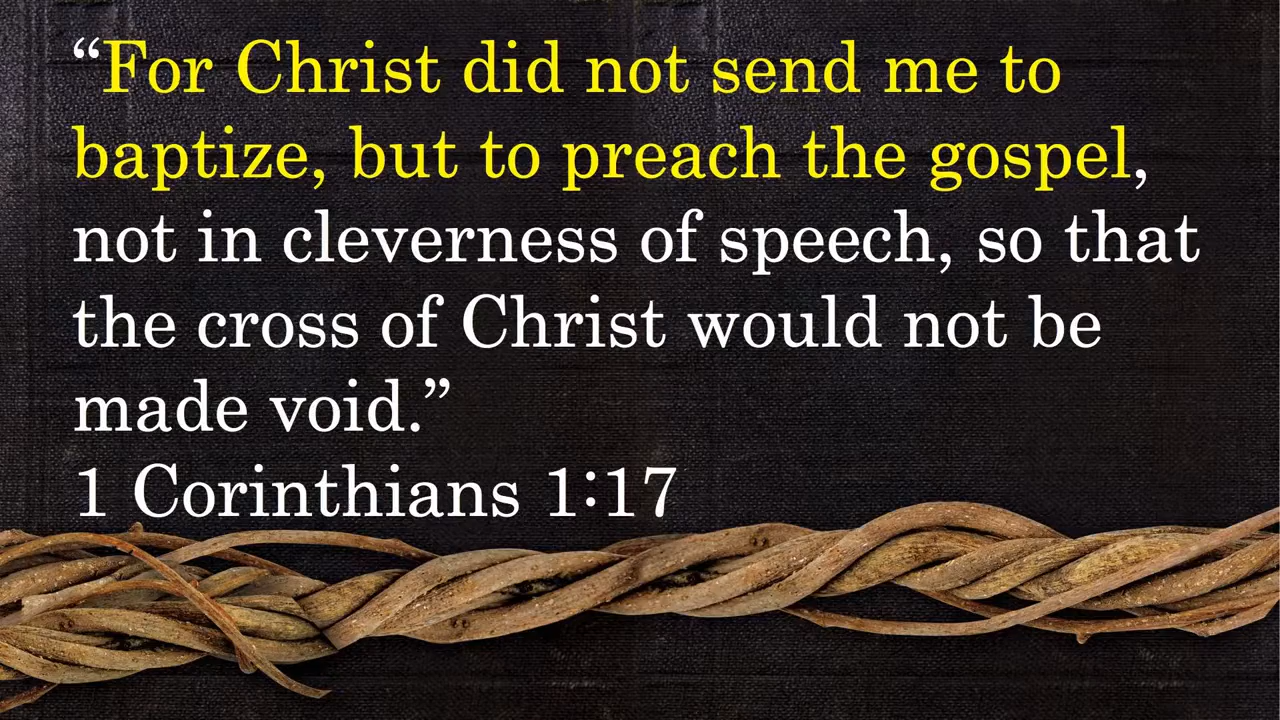 “For Christ did not send me to
baptize, but to preach the gospel,
not in cleverness of speech, so that
the cross of Christ would not be
made void.”
1 Corinthians 1:17